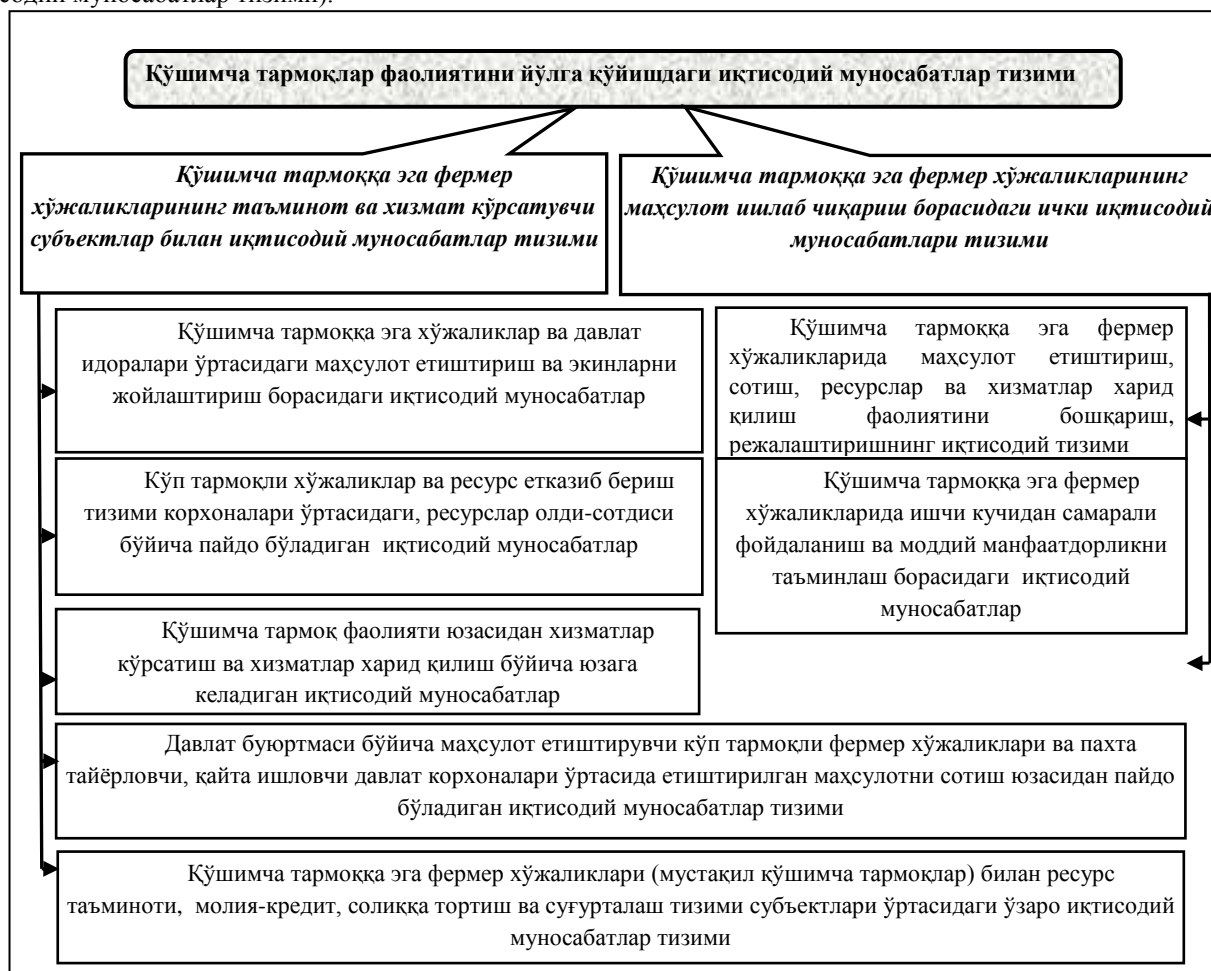 содий муносабатлар тизими).
Қўшимча тармоқлар фаолиятини йўлга қўйишдаги иқтисодий муносабатлар тизими
Қўшимча тармоққа эга фермер
хўжаликларининг таъминот ва хизмат кўрсатувчи
субъектлар билан иқтисодий муносабатлар тизими
Қўшимча тармоққа эга фермер хўжаликларининг
маҳсулот ишлаб чиқариш борасидаги ички иқтисодий
муносабатлари тизими
Қўшимча тармоққа эга хўжаликлар ва давлат
идоралари ўртасидаги маҳсулот етиштириш ва экинларни
жойлаштириш борасидаги иқтисодий муносабатлар
Қўшимча тармоққа эга фермер
хўжаликларида маҳсулот етиштириш,
сотиш, ресурслар ва хизматлар харид
қилиш фаолиятини бошқариш,
режалаштиришнинг иқтисодий тизими
Кўп тармоқли хўжаликлар ва ресурс етказиб бериш
тизими корхоналари ўртасидаги, ресурслар олди-сотдиси
бўйича пайдо бўладиган иқтисодий муносабатлар
Қўшимча тармоққа эга фермер
хўжаликларида ишчи кучидан самарали
фойдаланиш ва моддий манфаатдорликни
таъминлаш борасидаги иқтисодий
муносабатлар
Қўшимча тармоқ фаолияти юзасидан хизматлар
кўрсатиш ва хизматлар харид қилиш бўйича юзага
келадиган иқтисодий муносабатлар
Давлат буюртмаси бўйича маҳсулот етиштирувчи кўп тармоқли фермер хўжаликлари ва пахта
тайёрловчи, қайта ишловчи давлат корхоналари ўртасида етиштирилган маҳсулотни сотиш юзасидан пайдо
бўладиган иқтисодий муносабатлар тизими
Қўшимча тармоққа эга фермер хўжаликлари (мустақил қўшимча тармоқлар) билан ресурс
таъминоти, молия-кредит, солиққа тортиш ва суғурталаш тизими субъектлари ўртасидаги ўзаро иқтисодий
муносабатлар тизими